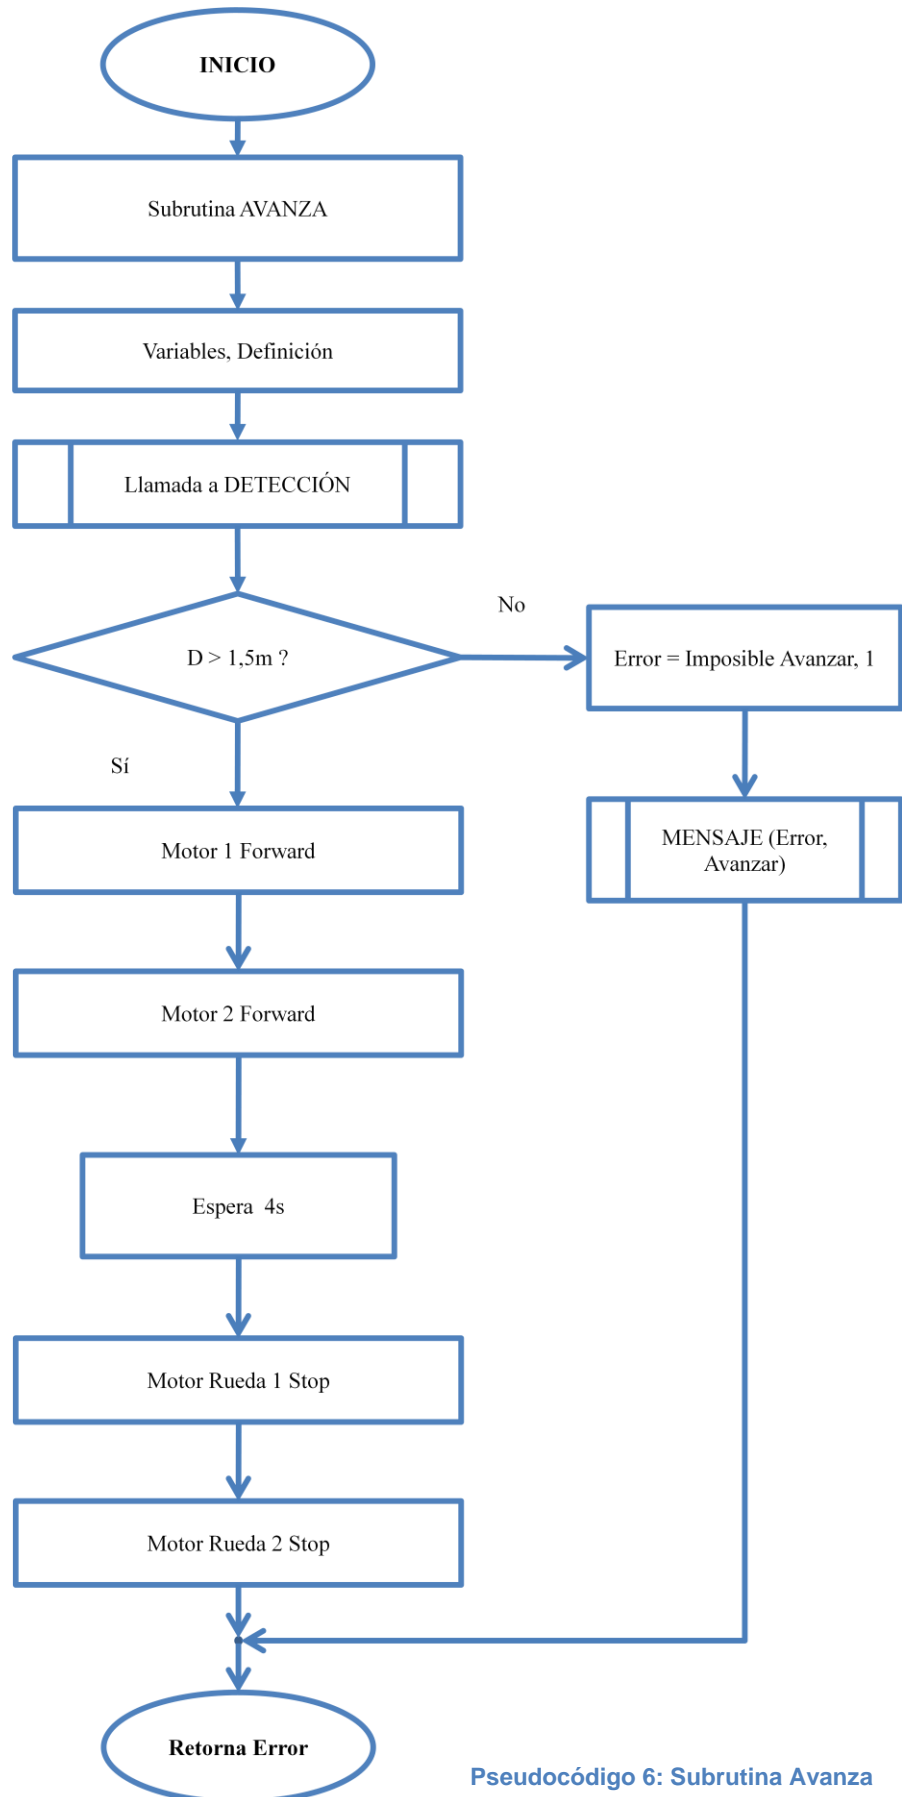 INICIO
Subrutina AVANZA
Variables, Definición
Llamada a DETECCIÓN
D > 1,5m ?
No
Error = Imposible Avanzar, 1
Sí
MENSAJE (Error,
Avanzar)
Motor 1 Forward
Motor 2 Forward
Espera  4s
Motor Rueda 1 Stop
Motor Rueda 2 Stop
Retorna Error
Pseudocódigo 6: Subrutina Avanza